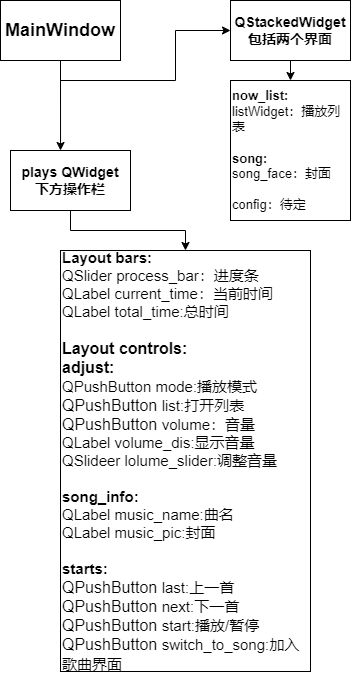 MainWindow
QStackedWidget
包括两个界面
now_list:
listWidget：播放列
表
song:
song_face：封面
config：待定
plays QWidget
下方操作栏
Layout bars:
QSlider process_bar：进度条
QLabel current_time：当前时间
QLabel total_time:总时间
Layout controls:
adjust:
QPushButton mode:播放模式
QPushButton list:打开列表
QPushButton volume：音量
QLabel volume_dis:显示音量
QSlideer lolume_slider:调整音量
song_info:
QLabel music_name:曲名
QLabel music_pic:封面
starts:
QPushButton last:上一首
QPushButton next:下一首
QPushButton start:播放/暂停
QPushButton switch_to_song:加入
歌曲界面